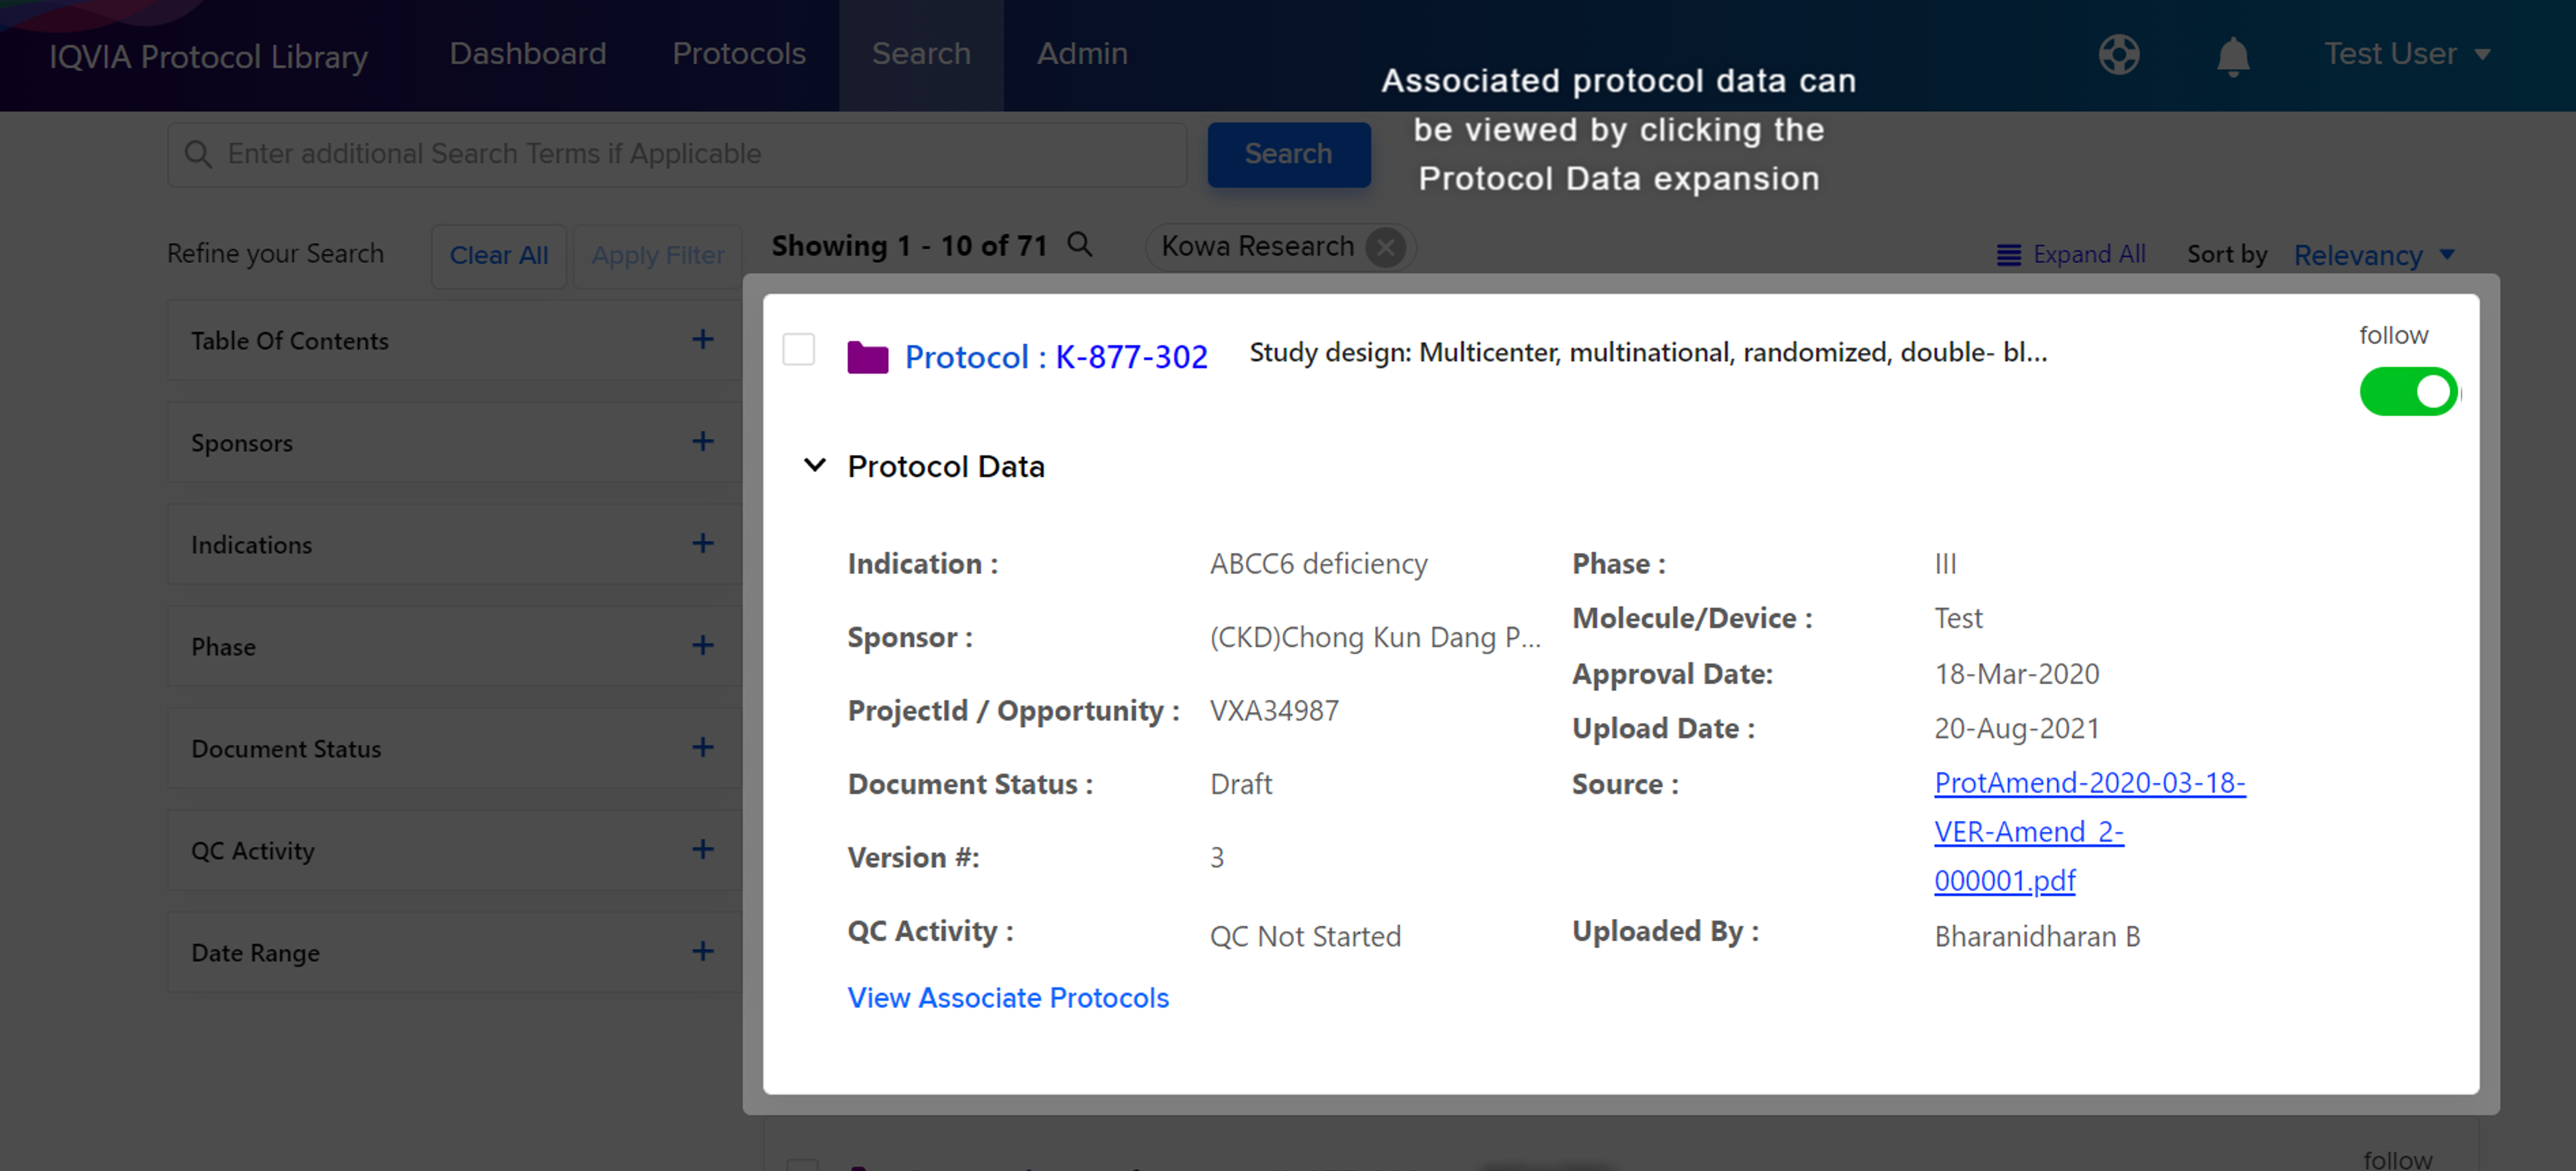 IQVIA Protocol Library Dashboard Protocols Search Admin Test User
Associated protocol data can
be viewed by clicking the
Protocol Data expansion
Enter additional Search Terms if Applicable Search
Refine your Search Clear All Apply Filter
Showing 1 - 10 of 71 Kowa Research Expand All Sort by Relevancy
Table Of Contents
Sponsors
Indications
Phase
Document Status
QC Activity
Date Range
Protocol : K-877-302 Study design: Multicenter, multinational, randomized, double- bl... follow
Protocol Data
Indication : ABCC6 deficiency
Sponsor : (CKD)Chong Kun Dang P...
ProjectId / Opportunity : VXA34987
Document Status : Draft
Version #: 3
QC Activity : QC Not Started
Phase : III
Molecule/Device : Test
Approval Date: 18-Mar-2020
Upload Date : 20-Aug-2021
Source : ProtAmend-2020-03-18-
VER-Amend_2-
000001.pdf
Uploaded By : Bharanidharan B
View Associate Protocols
follow